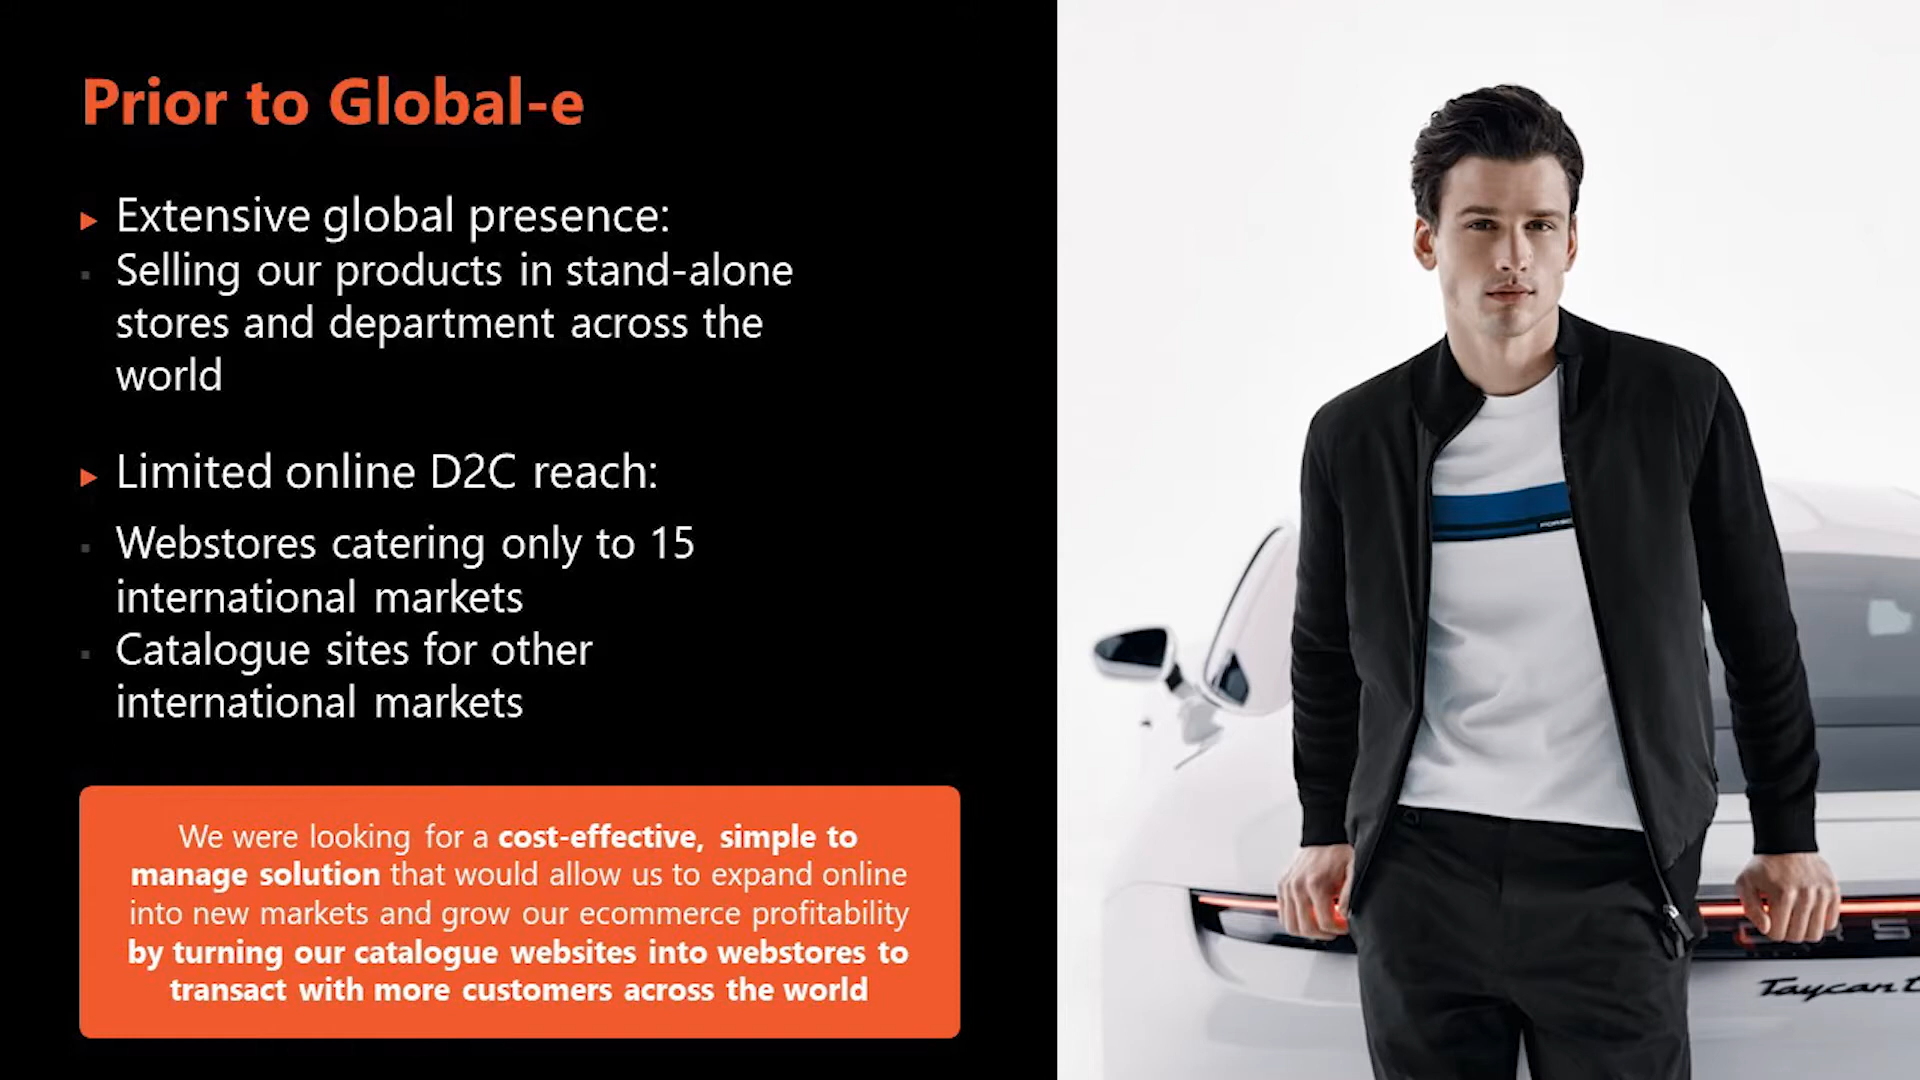 Prior to Global-e
Extensive global presence:
Selling our products in stand-alone
stores and department across the
world
Limited online D2C reach:
Webstores catering only to 15
international markets
Catalogue sites for other
international markets
We were looking for a cost-effective, simple to
manage solution that would allow us to expand online
into new markets and grow our ecommerce profitability
by turning our catalogue websites into webstores to
transact with more customers across the world
Taycan